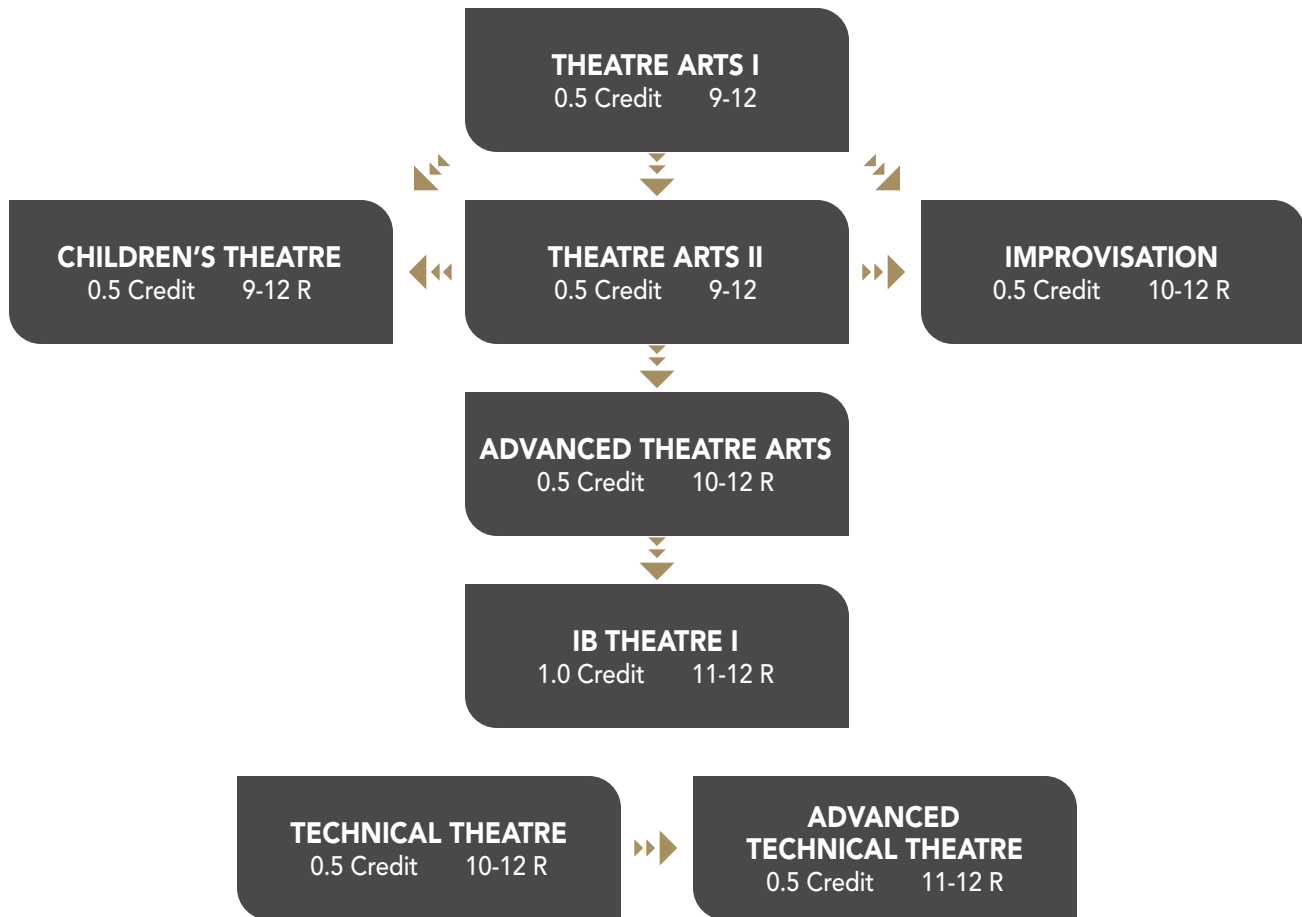 THEATRE ARTS I
0.5 Credit 9-12
CHILDREN'S THEATRE
0.5 Credit 9-12 R
THEATRE ARTS II
0.5 Credit 9-12
IMPROVISATION
0.5 Credit 10-12 R
ADVANCED THEATRE ARTS
0.5 Credit 10-12 R
IB THEATRE I
1.0 Credit 11-12 R
TECHNICAL THEATRE
0.5 Credit 10-12 R
ADVANCED
TECHNICAL THEATRE
0.5 Credit 11-12 R